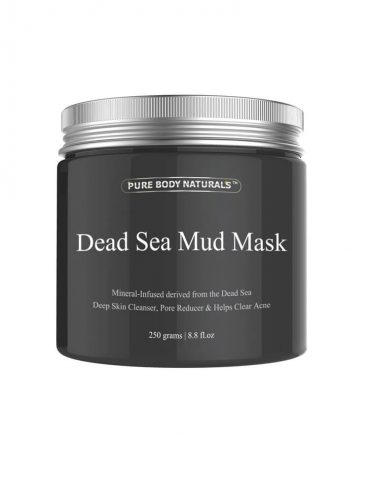 PURE BODY NATURALS™
Dead Sea Mud Mask
Mineral-Infused derived from the Dead Sea
Deep Skin Cleanser, Pore Reducer & Helps Clear Acne
250 grams | 8.8 fl.oz